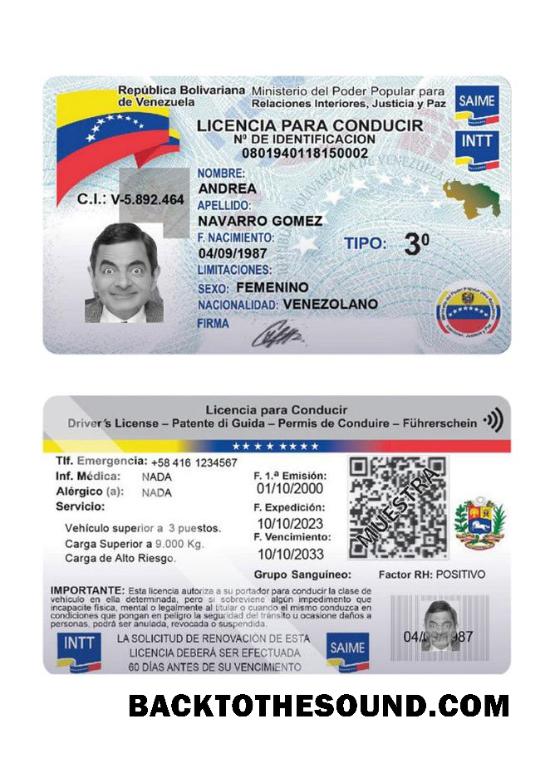 República Bolivariana de Venezuela
Ministerio del Poder Popular para
Relaciones Interiores, Justicia y Paz
SAIME
INTT
LICENCIA PARA CONDUCIR
Nº DE IDENTIFICACION
0801940118150002
C.I.: V-5.892.464
NOMBRE:
ANDREA
APELLIDO:
NAVARRO GOMEZ
F. NACIMIENTO:
04/09/1987
TIPO: 3º
LIMITACIONES:
SEXO: FEMENINO
NACIONALIDAD: VENEZOLANO
FIRMA
Licencia para Conducir
Driver´s License – Patente di Guida – Permis de Conduire – Führerschein
Tlf. Emergencia: +58 416 1234567
Inf. Médica: NADA
Alérgico (a): NADA
Servicio:
Vehículo superior a 3 puestos.
Carga Superior a 9.000 Kg.
Carga de Alto Riesgo.
F. 1.ª Emisión:
01/10/2000
F. Expedición:
10/10/2023
F. Vencimiento:
10/10/2033
MUESTRA
Grupo Sanguíneo: Factor RH: POSITIVO
IMPORTANTE: Esta licencia autoriza a su portador para conducir la clase de
vehículo en ella determinada, pero si sobreviene algún impedimento que
incapacite física, mental o legalmente al titular o cuando el mismo conduzca en
condiciones que pongan en peligro la seguridad del tránsito u ocasione daños a
personas, podrá ser anulada, revocada o suspendida.
INTT
LA SOLICITUD DE RENOVACIÓN DE ESTA
LICENCIA DEBERÁ SER EFECTUADA
60 DÍAS ANTES DE SU VENCIMIENTO
SAIME
BACKTOTHESOUND.COM